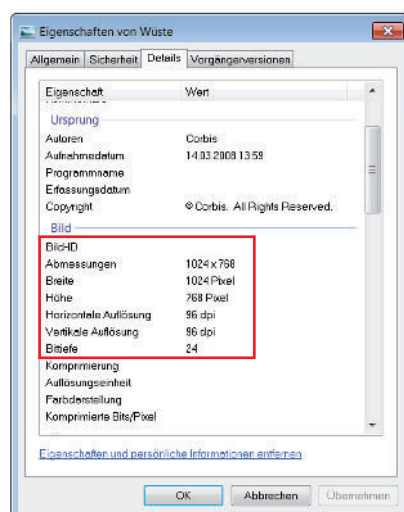 Eigenschaften von Wüste
Allgemein Sicherheit Details Vorgängerversionen
Eigenschaft Wert
Ursprung
Autoren Corbis
Aufnahmedatum 14.03.2008 13:59
Programmname
Erfassungsdatum
Copyright © Corbis. All Rights Reserved.
Bild
Bild-ID
Abmessungen 1024 x 768
Breite 1024 Pixel
Höhe 768 Pixel
Horizontale Auflösung 96 dpi
Vertikale Auflösung 96 dpi
Bittiefe 24
Komprimierung
Auflösungseinheit
Farbdarstellung
Komprimierte Bits/Pixel
Eigenschaften und persönliche Informationen entfernen
OK Abbrechen Übernehmen